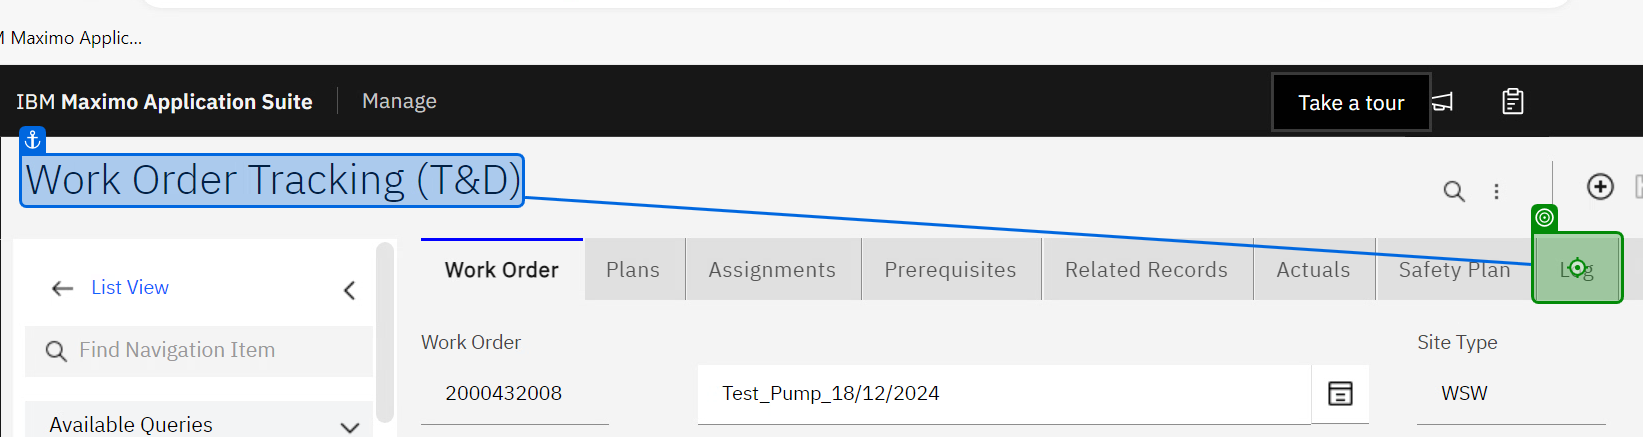 M Maximo Applic...
IBM Maximo Application Suite Manage Take a tour
Work Order Tracking (T&D)
List View
Find Navigation Item
Available Queries
Work Order Plans Assignments Prerequisites Related Records Actuals Safety Plan Log
Work Order Site Type
2000432008 Test_Pump_18/12/2024 WSW